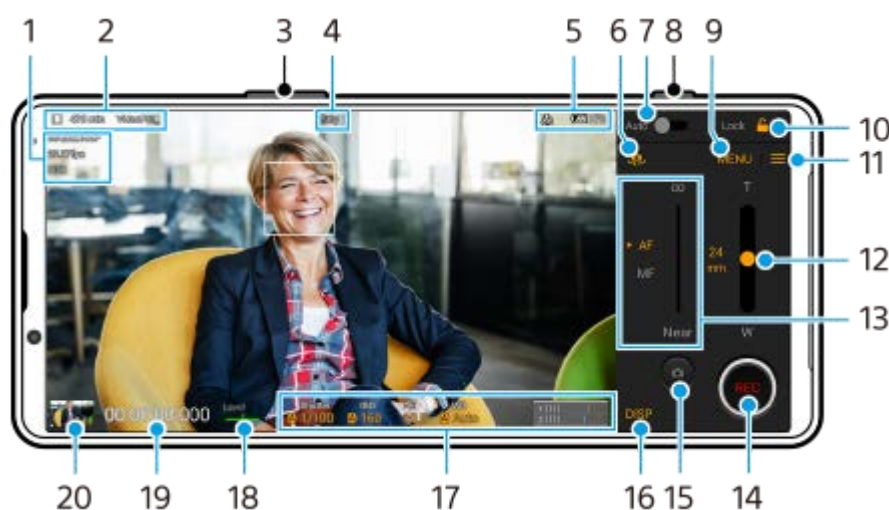 1 2 3 4 5 6 7 8 9
Auto Lock 10
MENU 11
∞ T
AF 24 mm 12
MF
13
Near W
REC
00:00:00.000 Level 1/100 ISO 160 Auto DISP
20 19 18 17 16 15 14